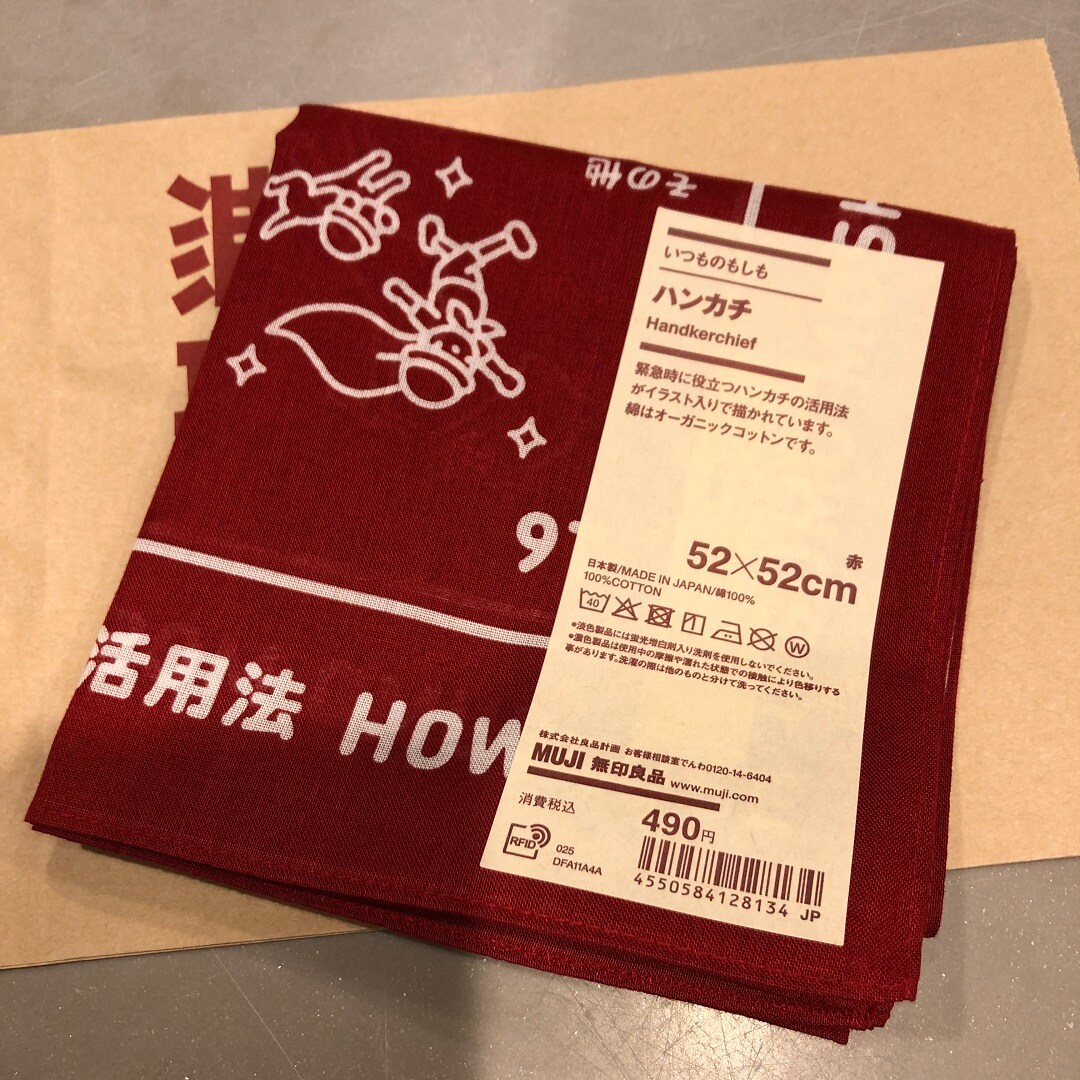 その他
TS
9
活用法 HOW
いつものもしも
ハンカチ
Handkerchief
緊急時に役立つハンカチの活用法
がイラスト入りで描かれています。
綿はオーガニックコットンです。
52×52cm
赤
日本製/MADE IN JAPAN/綿100%
100%COTTON
40
W
●淡色製品には蛍光増白剤入り洗剤を使用しないでください。
●濃色製品は使用中の摩擦や濡れた状態での接触により色移りする
事があります。洗濯の際は他のものと分けて洗ってください。
株式会社良品計画 お客様相談室でんわ0120-14-6404
MUJI 無印良品 www.muji.com
消費税込
490円
RFID
025
DFA11A4A
4550584128134 JP